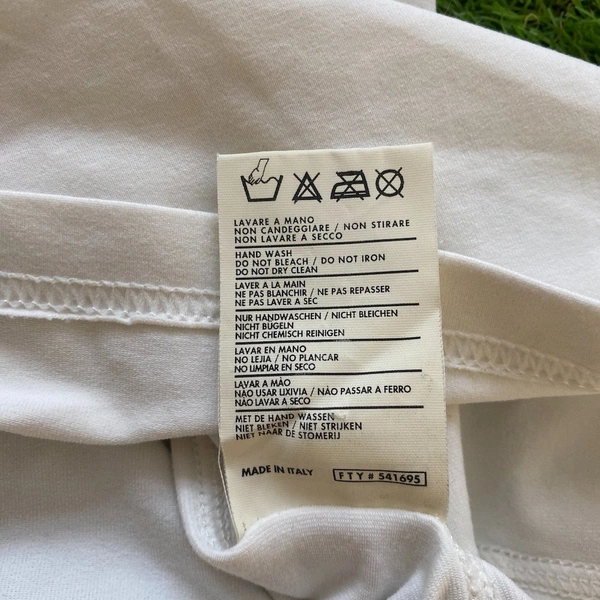 LAVARE A MANO
NON CANDEGGIARE / NON STIRARE
NON LAVARE A SECCO
HAND WASH
DO NOT BLEACH / DO NOT IRON
DO NOT DRY CLEAN
LAVER A LA MAIN
NE PAS BLANCHIR / NE PAS REPASSER
NE PAS LAVER A SEC
NUR HANDWASCHEN / NICHT BLEICHEN
NICHT BUGELN
NICHT CHEMISCH REINIGEN
LAVAR EN MANO
NO LEJIA / NO PLANCAR
NO LIMPIAR EN SECO
LAVAR A MÃO
NÃO USAR LIXIVIA / NÃO PASSAR A FERRO
NÃO LAVAR A SECO
MET DE HAND WASSEN
NIET BLEKEN / NIET STRIJKEN
NIET NAAR DE STOMERIJ
MADE IN ITALY FTY # 541695